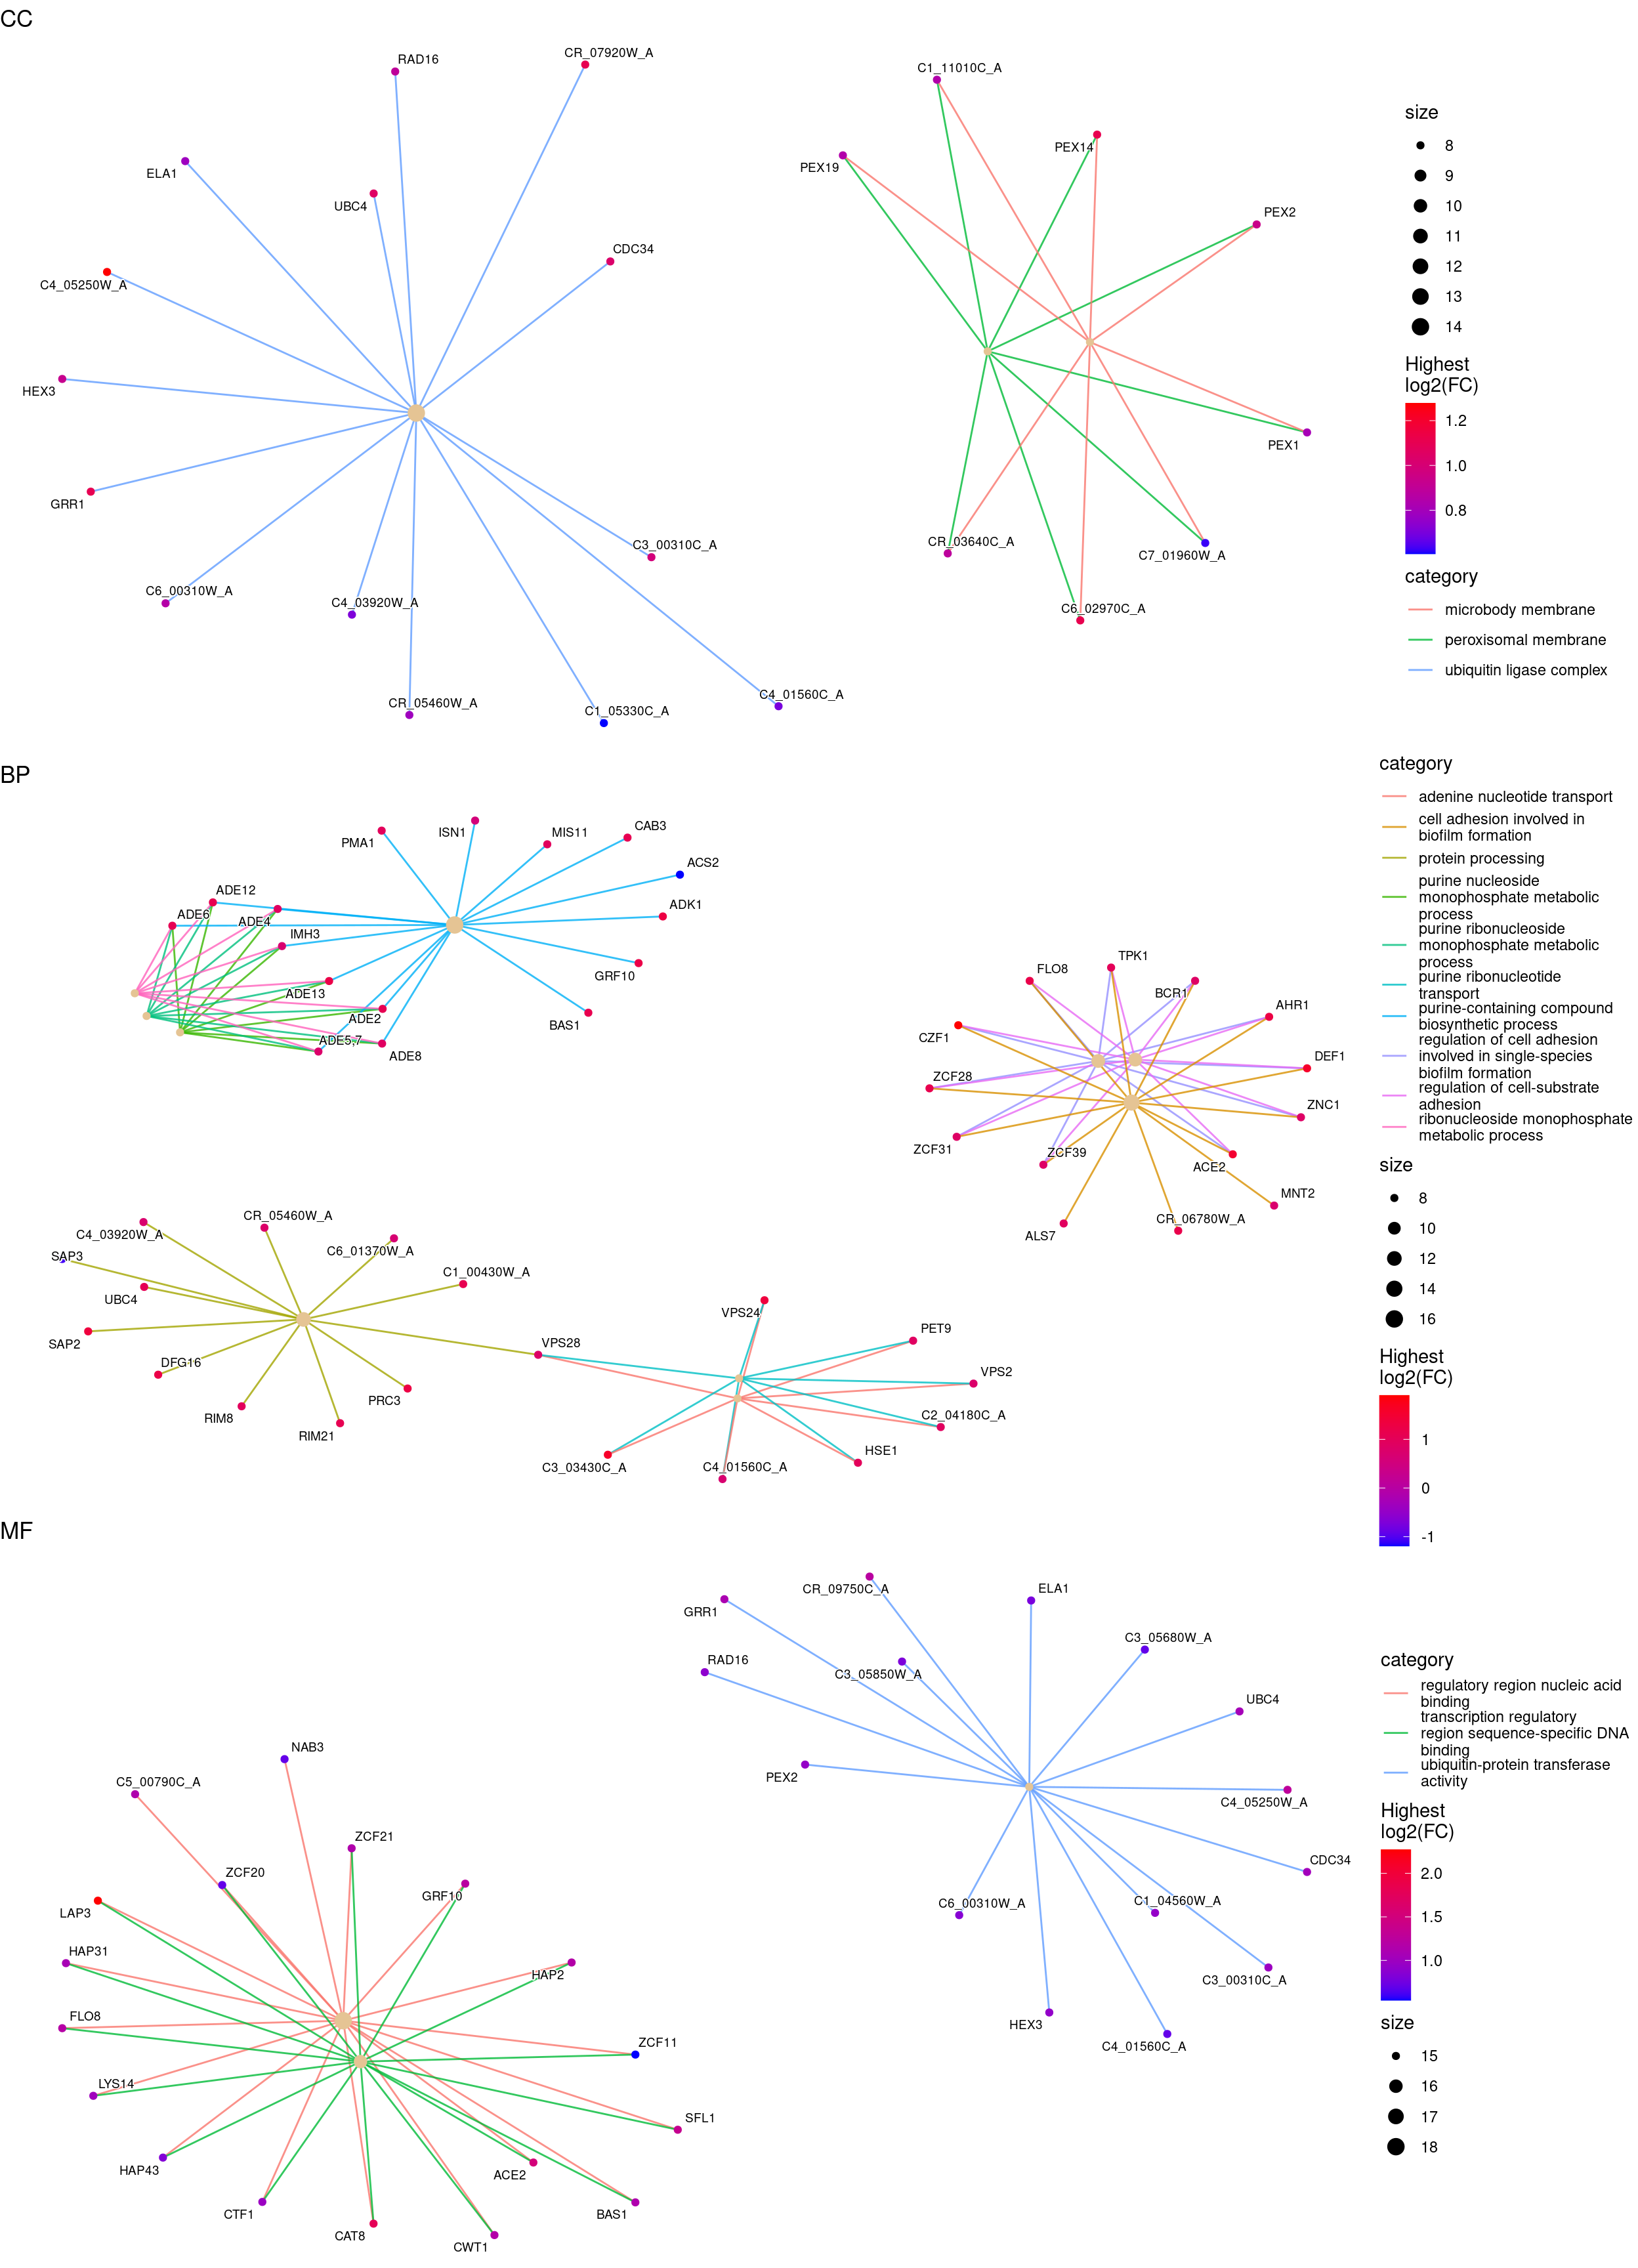 CC
RAD16
CR_07920W_A
C1_11010C_A
PEX14
PEX19
ELA1
UBC4
PEX2
CDC34
C4_05250W_A
HEX3
PEX1
GRR1
CR_03640C_A
C3_00310C_A
C7_01960W_A
C6_00310W_A
C4_03920W_A
C6_02970C_A
C4_01560C_A
CR_05460W_A
C1_05330C_A
size
8
9
10
11
12
13
14
Highest
log2(FC)
1.2
1.0
0.8
category
microbody membrane
peroxisomal membrane
ubiquitin ligase complex
BP
PMA1
ISN1
MIS11
CAB3
ACS2
ADE12
ADE6
ADE4
ADK1
IMH3
GRF10
ADE13
ADE2
BAS1
ADE5,7
ADE8
FLO8
TPK1
BCR1
AHR1
CZF1
DEF1
ZCF28
ZNC1
ZCF31
ZCF39
ACE2
MNT2
ALS7
CR_06780W_A
C4_03920W_A
CR_05460W_A
C6_01370W_A
SAP3
C1_00430W_A
UBC4
SAP2
VPS28
DFG16
PRC3
RIM8
RIM21
VPS24
PET9
VPS2
C2_04180C_A
HSE1
C3_03430C_A
C4_01560C_A
category
adenine nucleotide transport
cell adhesion involved in
biofilm formation
protein processing
purine nucleoside
monophosphate metabolic
process
purine ribonucleoside
monophosphate metabolic
process
purine ribonucleotide
transport
purine-containing compound
biosynthetic process
regulation of cell adhesion
involved in single-species
biofilm formation
regulation of cell-substrate
adhesion
ribonucleoside monophosphate
metabolic process
size
8
10
12
14
16
Highest
log2(FC)
1
0
-1
MF
CR_09750C_A
ELA1
GRR1
C3_05680W_A
RAD16
C3_05850W_A
UBC4
PEX2
C4_05250W_A
CDC34
C6_00310W_A
C1_04560W_A
C3_00310C_A
HEX3
C4_01560C_A
NAB3
C5_00790C_A
ZCF21
ZCF20
GRF10
LAP3
HAP31
HAP2
FLO8
ZCF11
LYS14
SFL1
HAP43
ACE2
CTF1
BAS1
CAT8
CWT1
category
regulatory region nucleic acid
binding
transcription regulatory
region sequence-specific DNA
binding
ubiquitin-protein transferase
activity
Highest
log2(FC)
2.0
1.5
1.0
size
15
16
17
18